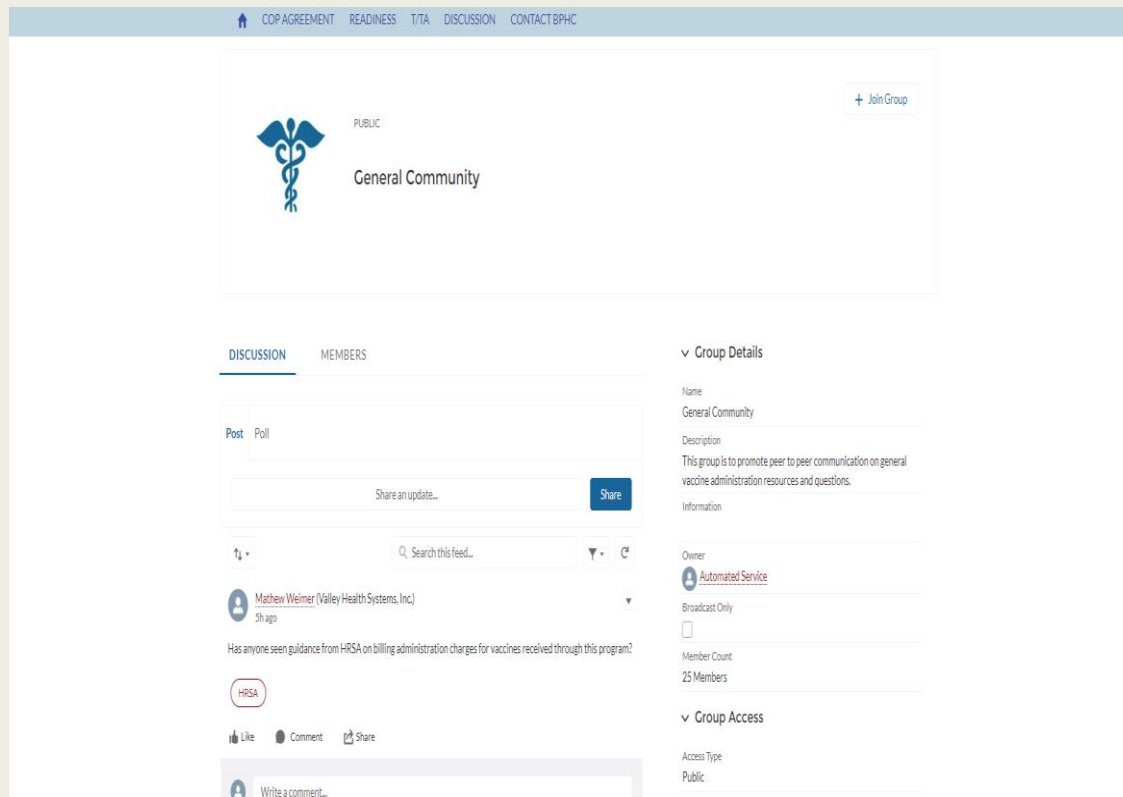 COP AGREEMENT READINESS T/TA DISCUSSION CONTACT BPHC
+ Join Group
PUBLIC
General Community
DISCUSSION MEMBERS
Post Poll
Share an update...
Share
Search this feed...
Mathew Weimer (Valley Health Systems, Inc.)
5h ago
Has anyone seen guidance from HRSA on billing administration charges for vaccines received through this program?
HRSA
Like Comment Share
Write a comment...
Group Details
Name
General Community
Description
This group is to promote peer to peer communication on general
vaccine administration resources and questions.
Information
Owner
Automated Service
Broadcast Only
Member Count
25 Members
Group Access
Access Type
Public